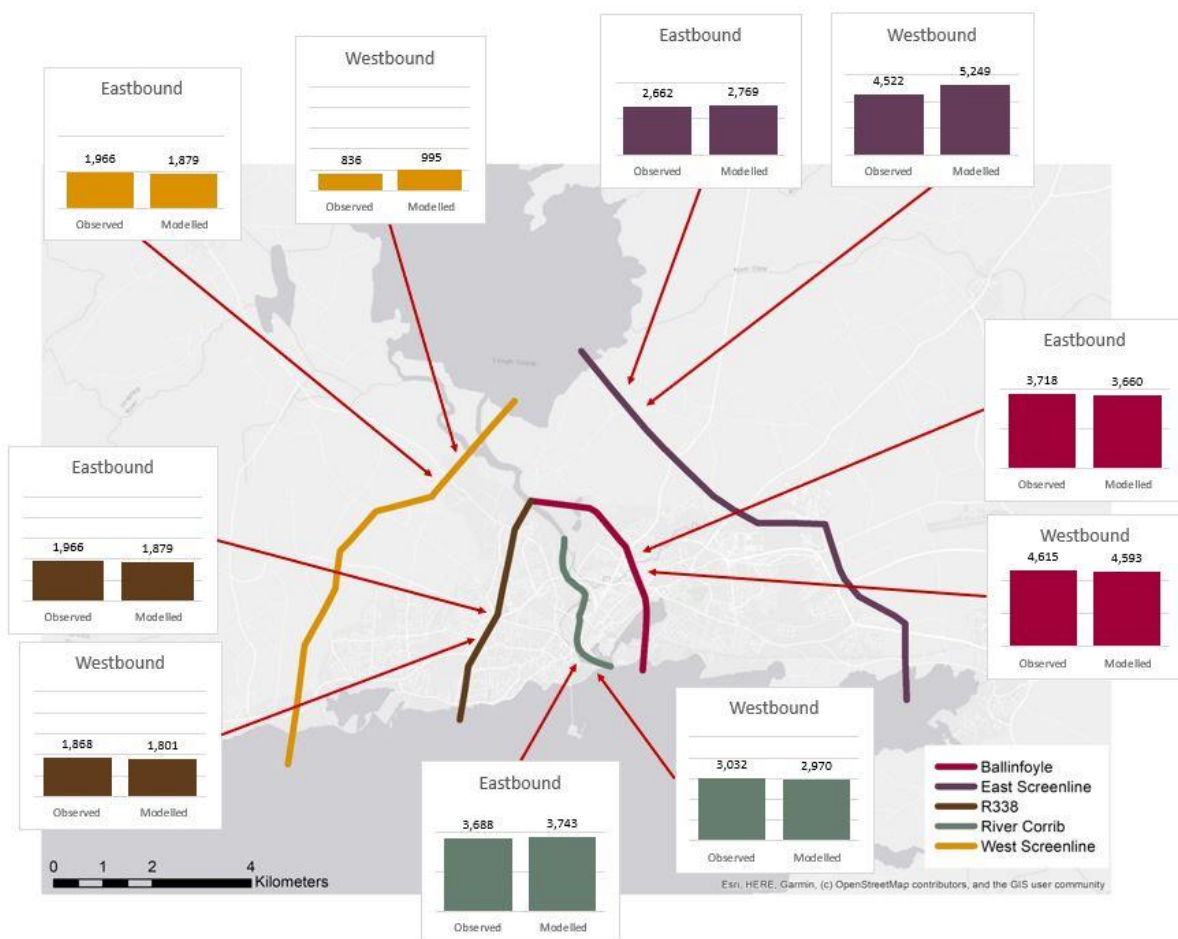 Eastbound
1,966
1,879
Observed
Modelled
Westbound
836
995
Observed
Modelled
Eastbound
2,662
2,769
Observed
Modelled
Westbound
4,522
5,249
Observed
Modelled
Eastbound
3,718
3,660
Observed
Modelled
Eastbound
1,966
1,879
Observed
Modelled
Westbound
4,615
4,593
Observed
Modelled
Westbound
1,868
1,801
Observed
Modelled
Eastbound
3,688
3,743
Observed
Modelled
Westbound
3,032
2,970
Observed
Modelled
Ballinfoyle
East Screenline
R338
River Corrib
West Screenline
0 1 2 4
Kilometers
Esri, HERE, Garmin, (c) OpenStreetMap contributors, and the GIS user community